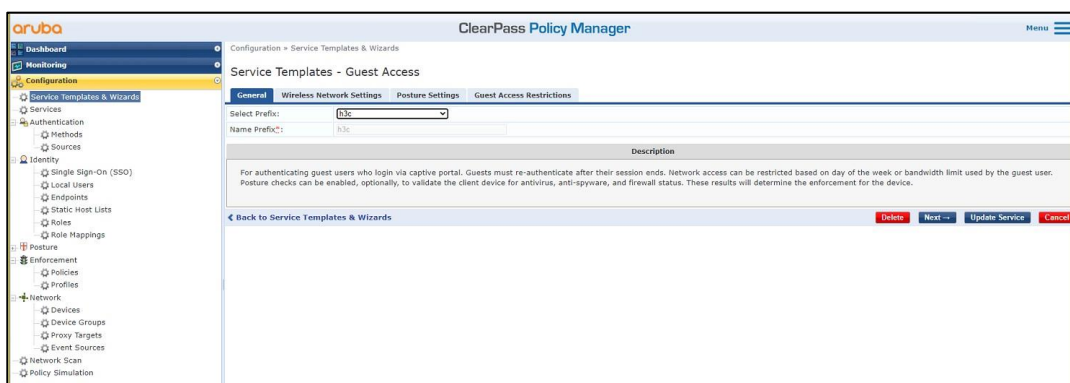 aruba
ClearPass Policy Manager
Menu
Dashboard
Monitoring
Configuration
Service Templates & Wizards
Services
Authentication
Methods
Sources
Identity
Single Sign-On (SSO)
Local Users
Endpoints
Static Host Lists
Roles
Role Mappings
Posture
Enforcement
Policies
Profiles
Network
Devices
Device Groups
Proxy Targets
Event Sources
Network Scan
Policy Simulation
Configuration » Service Templates & Wizards
Service Templates - Guest Access
General Wireless Network Settings Posture Settings Guest Access Restrictions
Select Prefix: h3c
Name Prefix*: h3c
Description
For authenticating guest users who login via captive portal. Guests must re-authenticate after their session ends. Network access can be restricted based on day of the week or bandwidth limit used by the guest user.
Posture checks can be enabled, optionally, to validate the client device for antivirus, anti-spyware, and firewall status. These results will determine the enforcement for the device.
Back to Service Templates & Wizards
Delete Next → Update Service Cancel